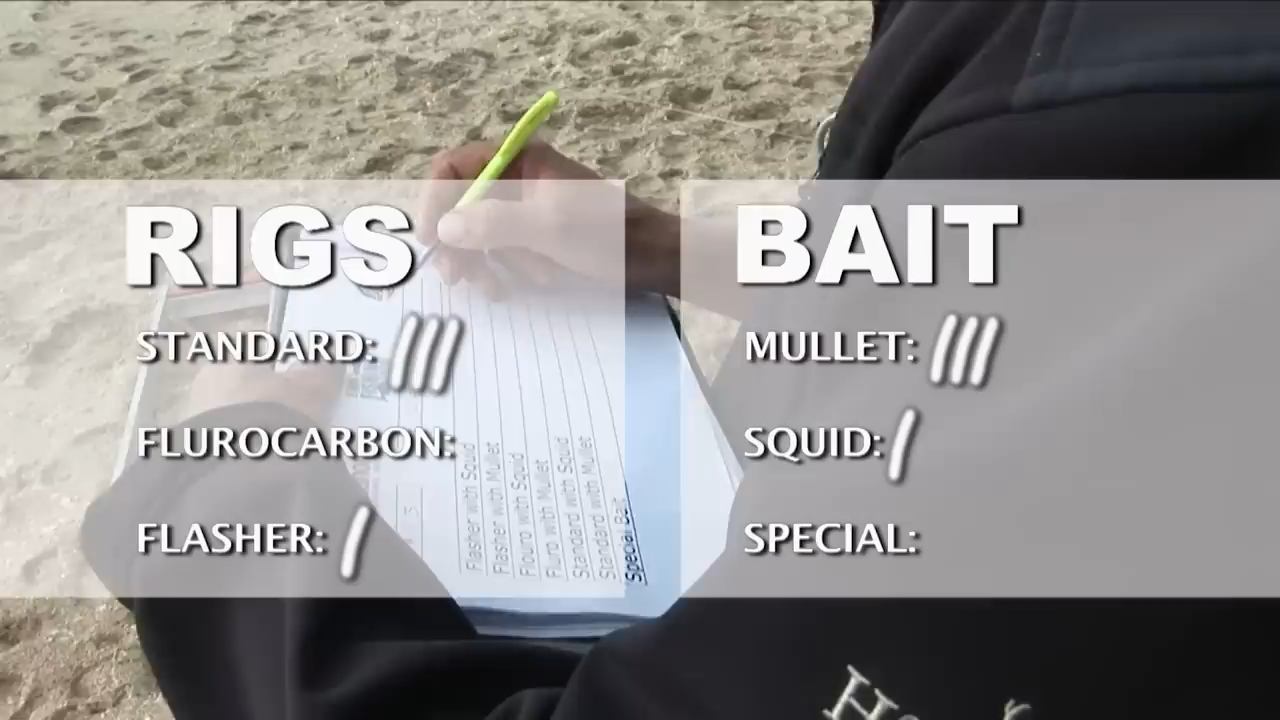 RIGS
STANDARD: |||
FLUROCARBON:
FLASHER: |
BAIT
MULLET: |||
SQUID: |
SPECIAL:
Flasher with Squid
Flasher with Mullet
Flouro with Squid
Fluro with Mullet
Standard with Squid
Standard with Mullet
Special Bait